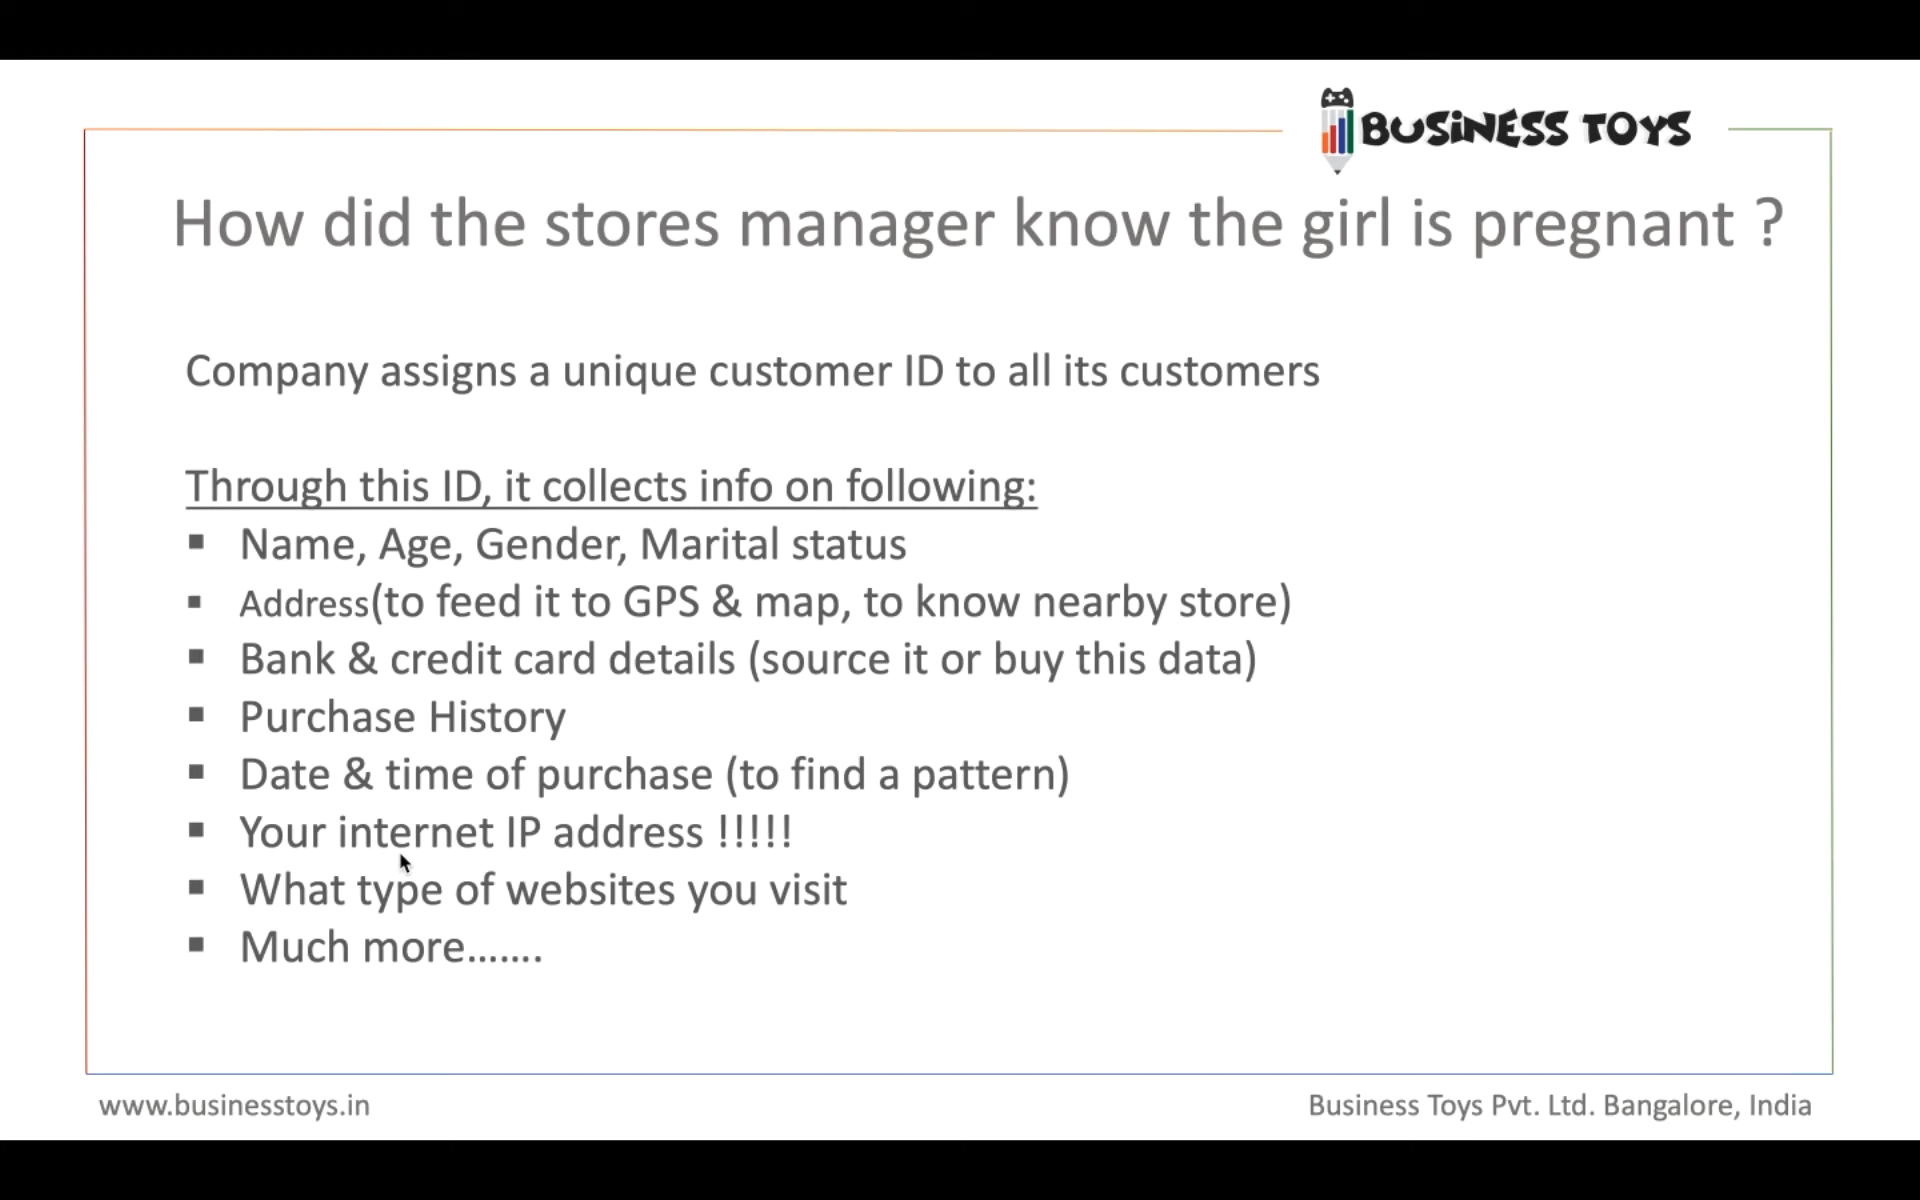 BUSINESS TOYS
How did the stores manager know the girl is pregnant ?
Company assigns a unique customer ID to all its customers
Through this ID, it collects info on following:
▪ Name, Age, Gender, Marital status
▪ Address(to feed it to GPS & map, to know nearby store)
▪ Bank & credit card details (source it or buy this data)
▪ Purchase History
▪ Date & time of purchase (to find a pattern)
▪ Your internet IP address !!!!!
▪ What type of websites you visit
▪ Much more.......
www.businesstoys.in
Business Toys Pvt. Ltd. Bangalore, India